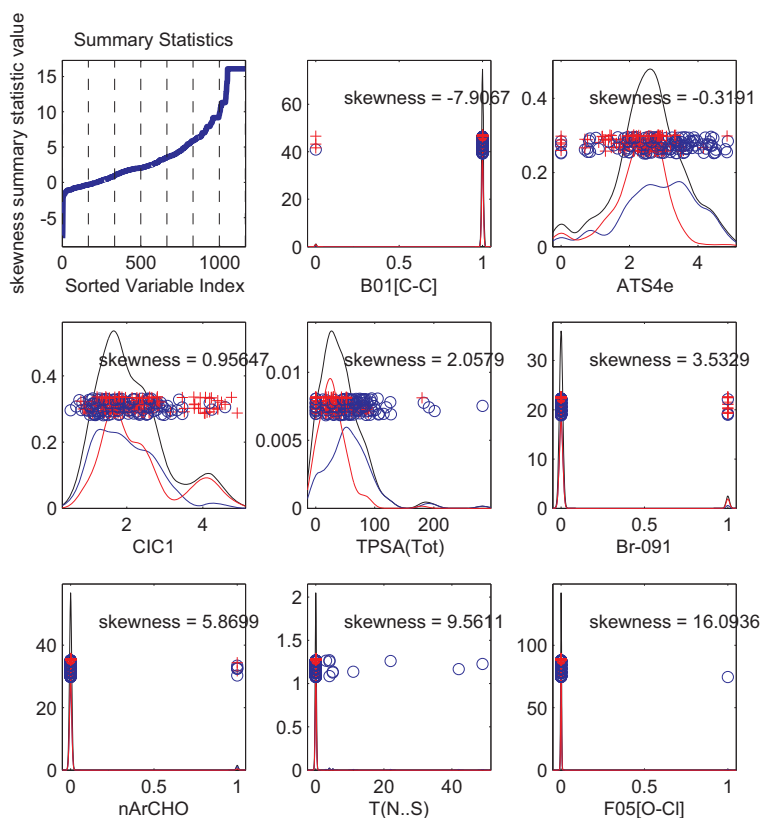 Summary Statistics
skewness summary statistic value
15
10
5
0
-5
0 500 1000
Sorted Variable Index
skewness = -7.9067
60
40
20
0
0 0.5 1
B01[C-C]
skewness = -0.3191
0.4
0.2
0
0 2 4
ATS4e
skewness = 0.95647
0.4
0.2
0
2 4
CIC1
skewness = 2.0579
0.01
0.005
0
0 100 200
TPSA(Tot)
skewness = 3.5329
30
20
10
0
0 0.5 1
Br-091
skewness = 5.8699
40
20
0
0 0.5 1
nArCHO
skewness = 9.5611
2
1.5
1
0.5
0
0 20 40
T(N..S)
skewness = 16.0936
100
50
0
0 0.5 1
F05[O-Cl]